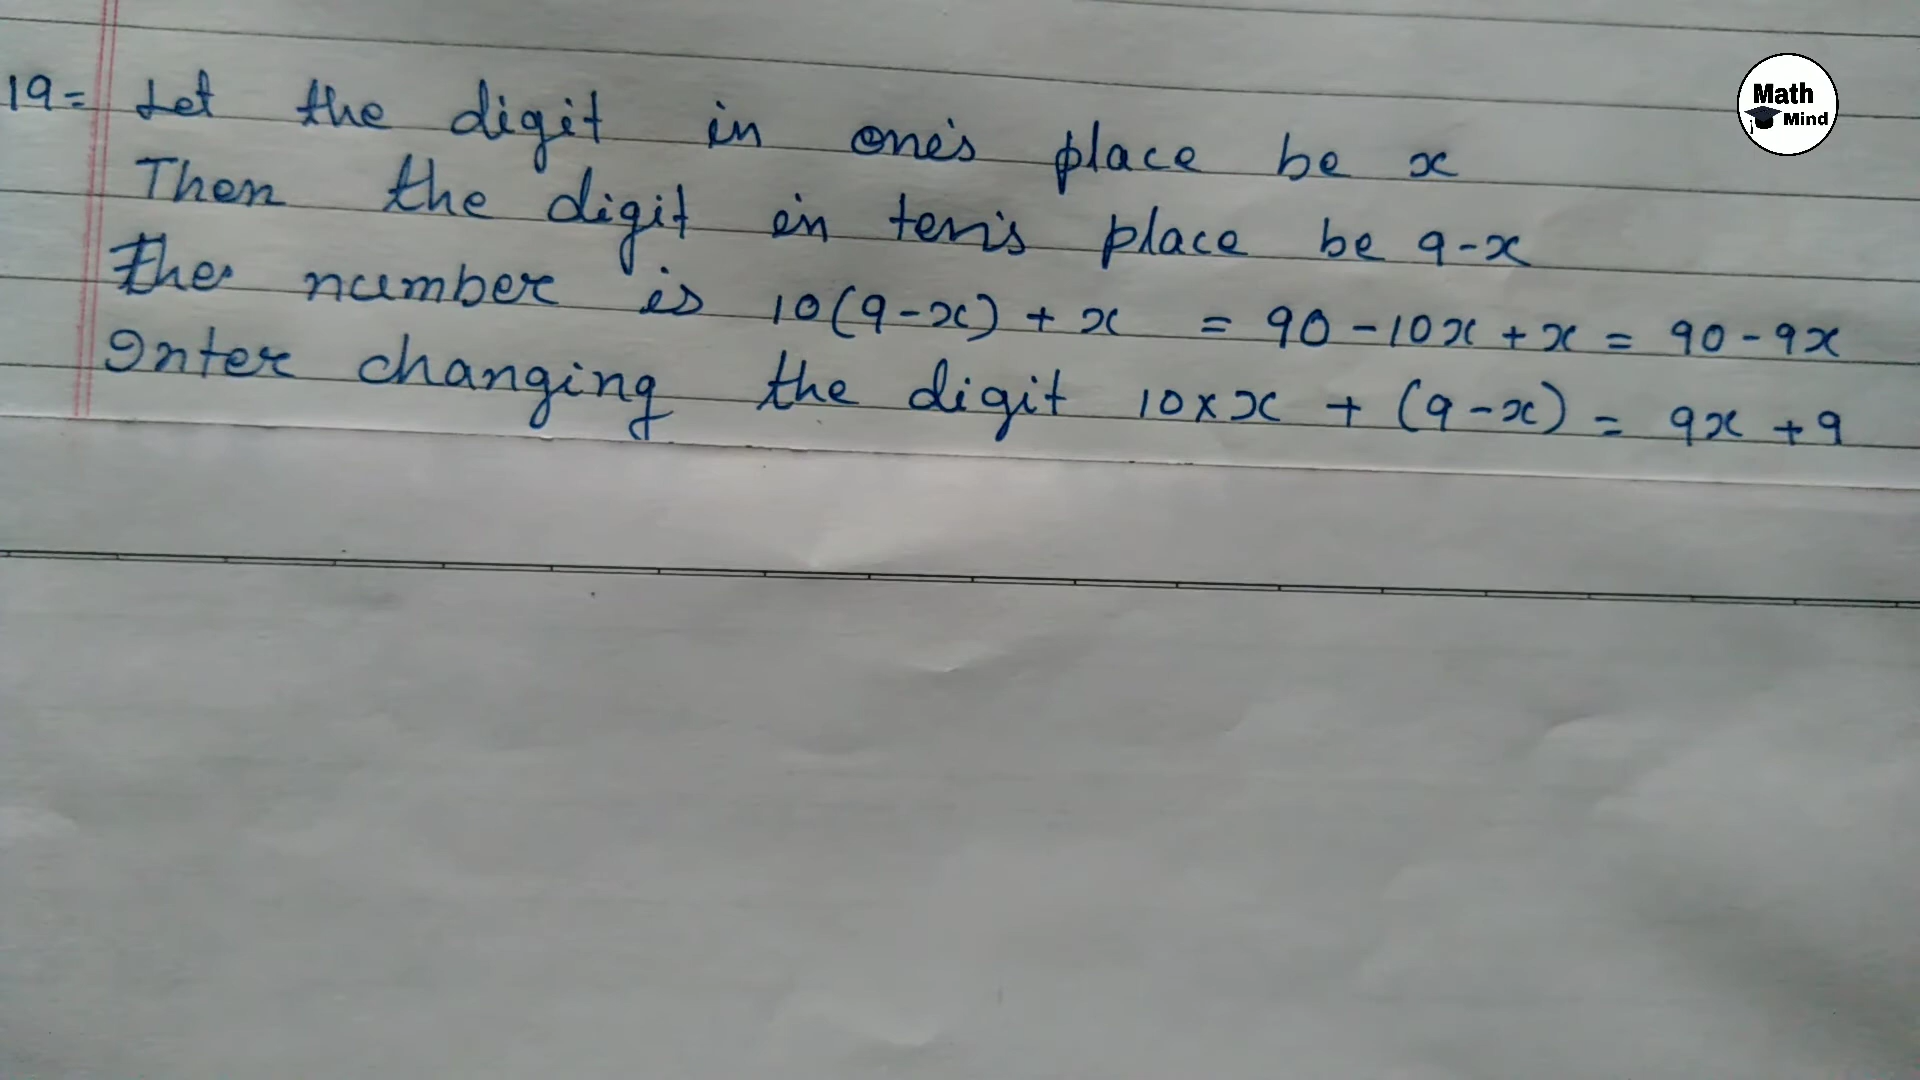 19= Let the digit in one's place be x
Then the digit in ten's place be 9-x
The number is 10(9-x) + x = 90 - 10x + x = 90 - 9x
Inter changing the digit 10×x + (9-x) = 9x + 9
Math
Mind